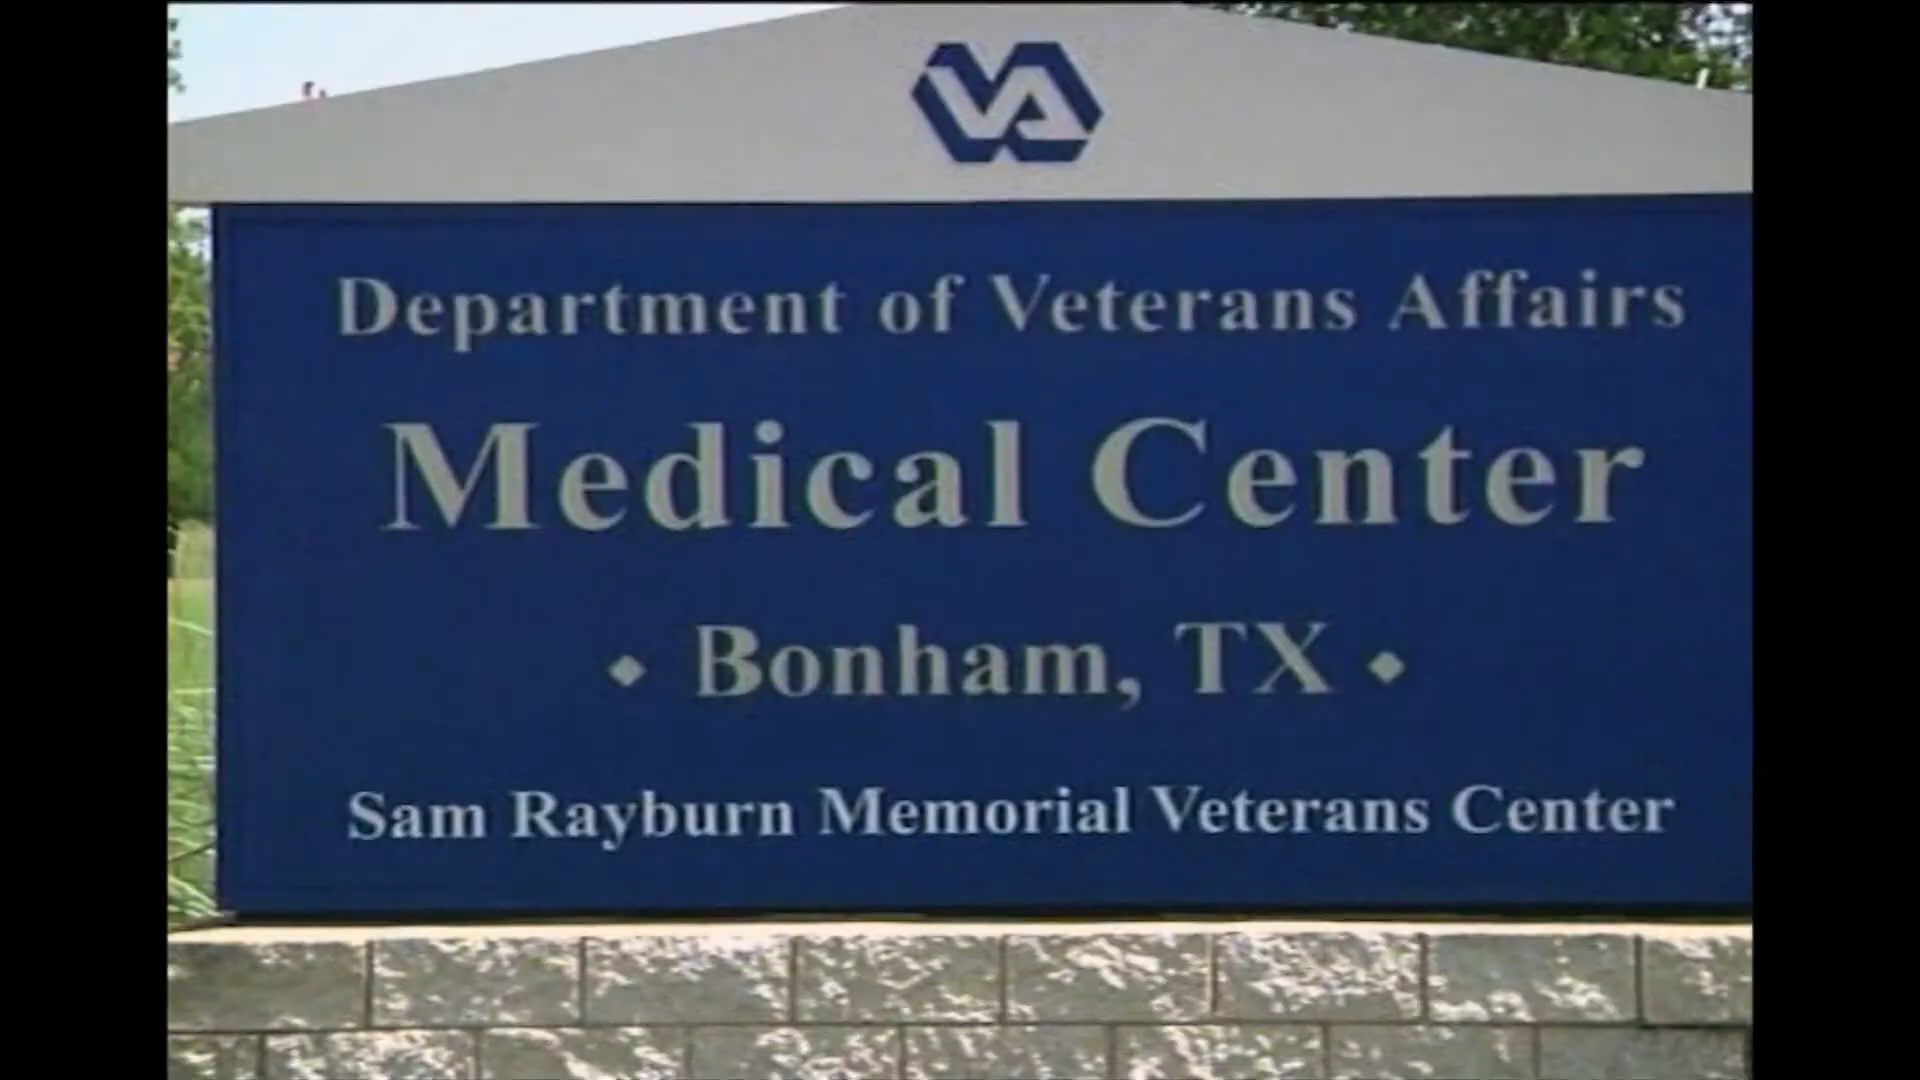 VA
Department of Veterans Affairs
Medical Center
• Bonham, TX •
Sam Rayburn Memorial Veterans Center